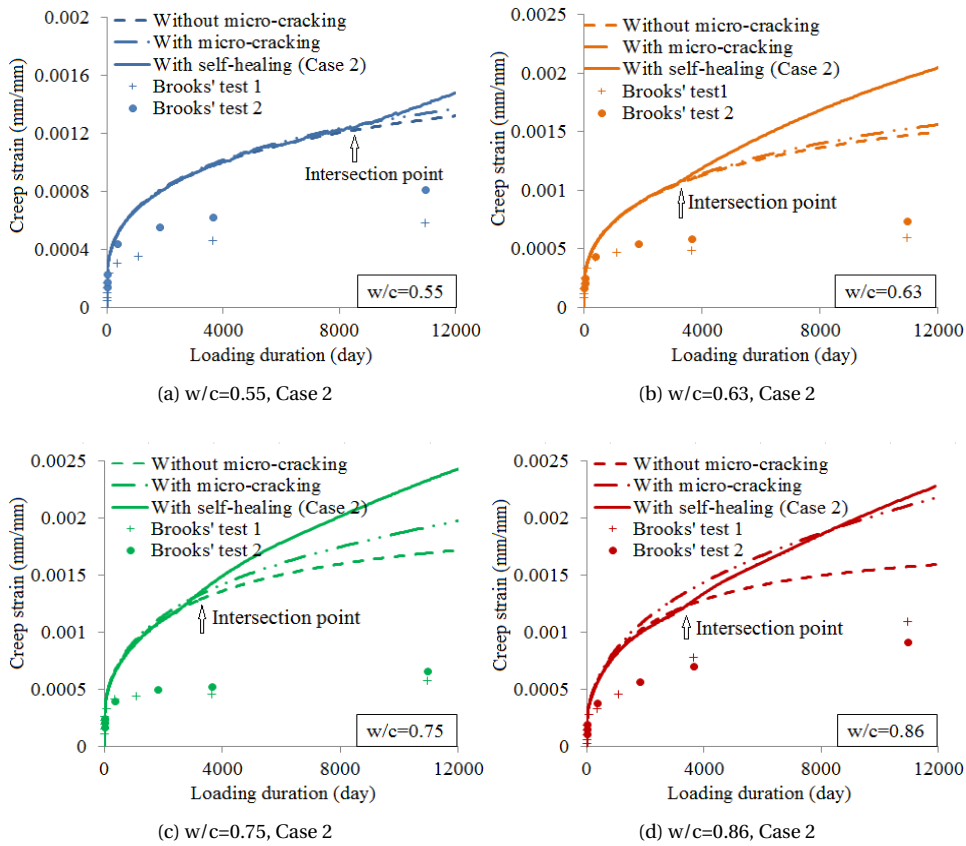 0.002
0.0016
0.0012
0.0008
0.0004
0
Creep strain (mm/mm)
Without micro-cracking
With micro-cracking
With self-healing (Case 2)
Brooks' test 1
Brooks' test 2
Intersection point
w/c=0.55
0 4000 8000 12000
Loading duration (day)
(a) w/c=0.55, Case 2
0.0025
0.002
0.0015
0.001
0.0005
0
Creep strain (mm/mm)
Without micro-cracking
With micro-cracking
With self-healing (Case 2)
Brooks' test1
Brooks' test 2
Intersection point
w/c=0.63
0 4000 8000 12000
Loading duration (day)
(b) w/c=0.63, Case 2
0.0025
0.002
0.0015
0.001
0.0005
0
Creep strain (mm/mm)
Without micro-cracking
With micro-cracking
With self-healing (Case 2)
Brooks' test 1
Brooks' test 2
Intersection point
w/c=0.75
0 4000 8000 12000
Loading duration (day)
(c) w/c=0.75, Case 2
0.0025
0.002
0.0015
0.001
0.0005
0
Creep strain (mm/mm)
Without micro-cracking
With micro-cracking
With self-healing (Case 2)
Brooks' test 1
Brooks' test 2
Intersection point
w/c=0.86
0 4000 8000 12000
Loading duration (day)
(d) w/c=0.86, Case 2